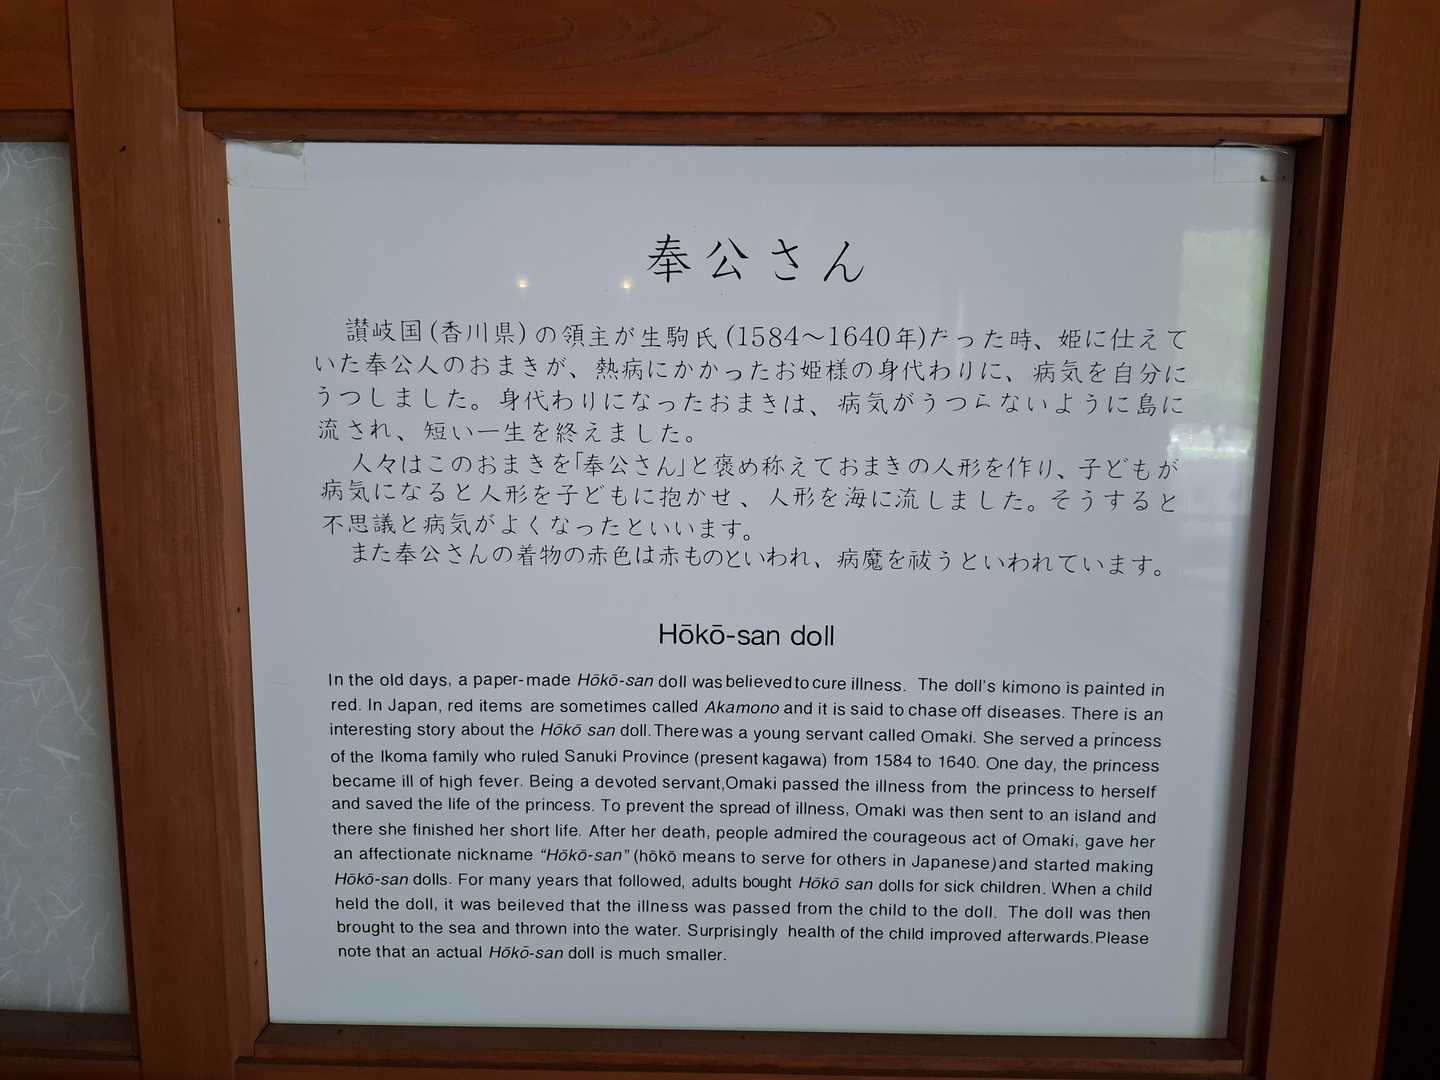 奉公さん
讃岐国(香川県)の領主が生駒氏(1584～1640年)だった時、姫に仕えて
いた奉公人のおまきが、熱病にかかったお姫様の身代わりに、病気を自分に
うつしました。身代わりになったおまきは、病気がうつらないように島に
流され、短い一生を終えました。
人々はこのおまきを「奉公さん」と褒め称えておまきの人形を作り、子どもが
病気になると人形を子どもに抱かせ、人形を海に流しました。そうすると
不思議と病気がよくなったといいます。
また奉公さんの着物の赤色は赤ものといわれ、病魔を祓うといわれています。
Hōkō-san doll
In the old days, a paper-made Hōkō-san doll was believed to cure illness. The doll's kimono is painted in
red. In Japan, red items are sometimes called Akamono and it is said to chase off diseases. There is an
interesting story about the Hōkō san doll. There was a young servant called Omaki. She served a princess
of the Ikoma family who ruled Sanuki Province (present kagawa) from 1584 to 1640. One day, the princess
became ill of high fever. Being a devoted servant,Omaki passed the illness from the princess to herself
and saved the life of the princess. To prevent the spread of illness, Omaki was then sent to an island and
there she finished her short life. After her death, people admired the courageous act of Omaki, gave her
an affectionate nickname “Hōkō-san” (hōkō means to serve for others in Japanese)and started making
Hōkō-san dolls. For many years that followed, adults bought Hōkō san dolls for sick children. When a child
held the doll, it was beileved that the illness was passed from the child to the doll. The doll was then
brought to the sea and thrown into the water. Surprisingly health of the child improved afterwards.Please
note that an actual Hōkō-san doll is much smaller.